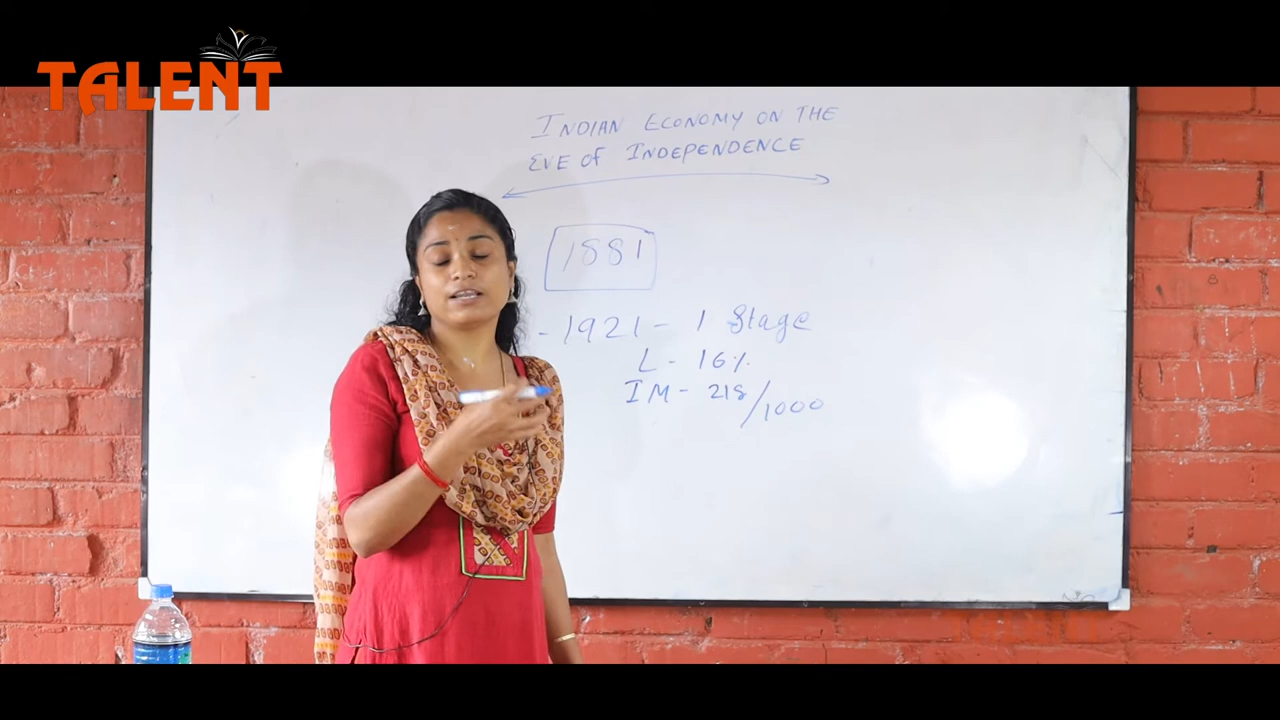 TALENT
INDIAN ECONOMY ON THE
EVE OF INDEPENDENCE
1881
- 1921 - 1 Stage
L - 16%
IM - 218/1000